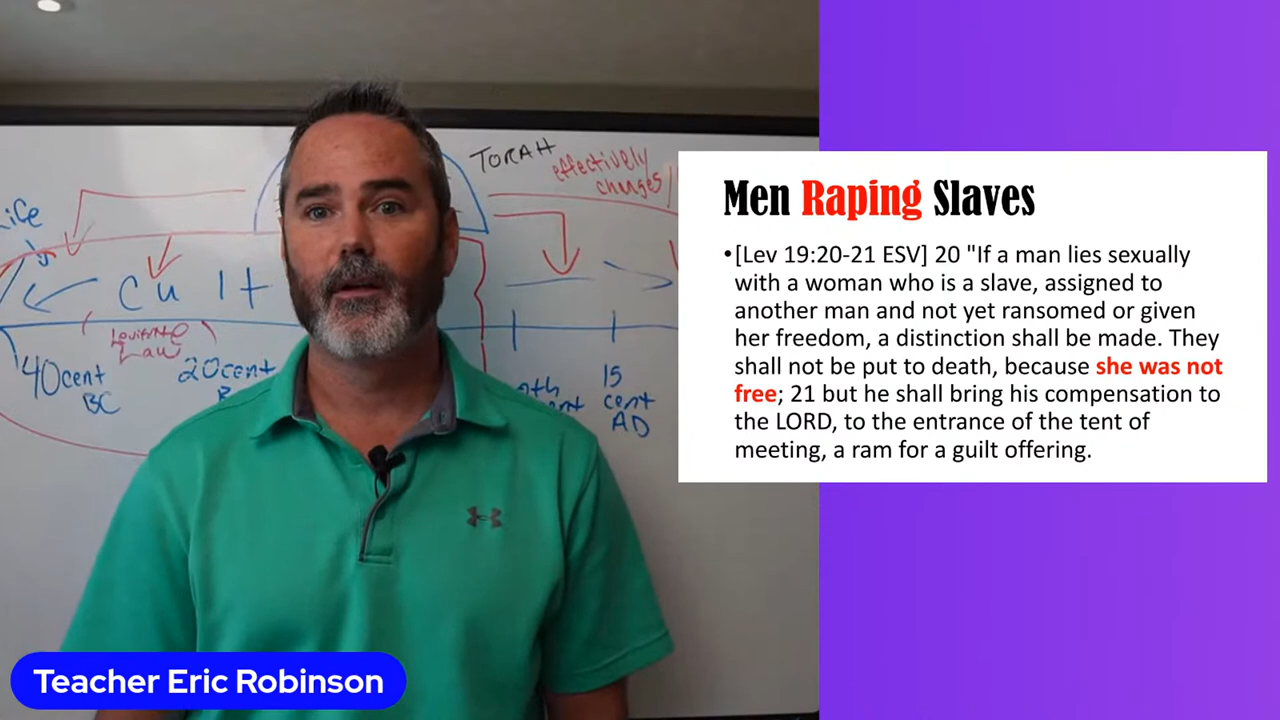 TORAH
effectively
changes/
Life
Cult
Levirate
Law
40cent
BC
20cent
15
cent
AD
Men Raping Slaves
•[Lev 19:20-21 ESV] 20 "If a man lies sexually
with a woman who is a slave, assigned to
another man and not yet ransomed or given
her freedom, a distinction shall be made. They
shall not be put to death, because she was not
free; 21 but he shall bring his compensation to
the LORD, to the entrance of the tent of
meeting, a ram for a guilt offering.
Teacher Eric Robinson